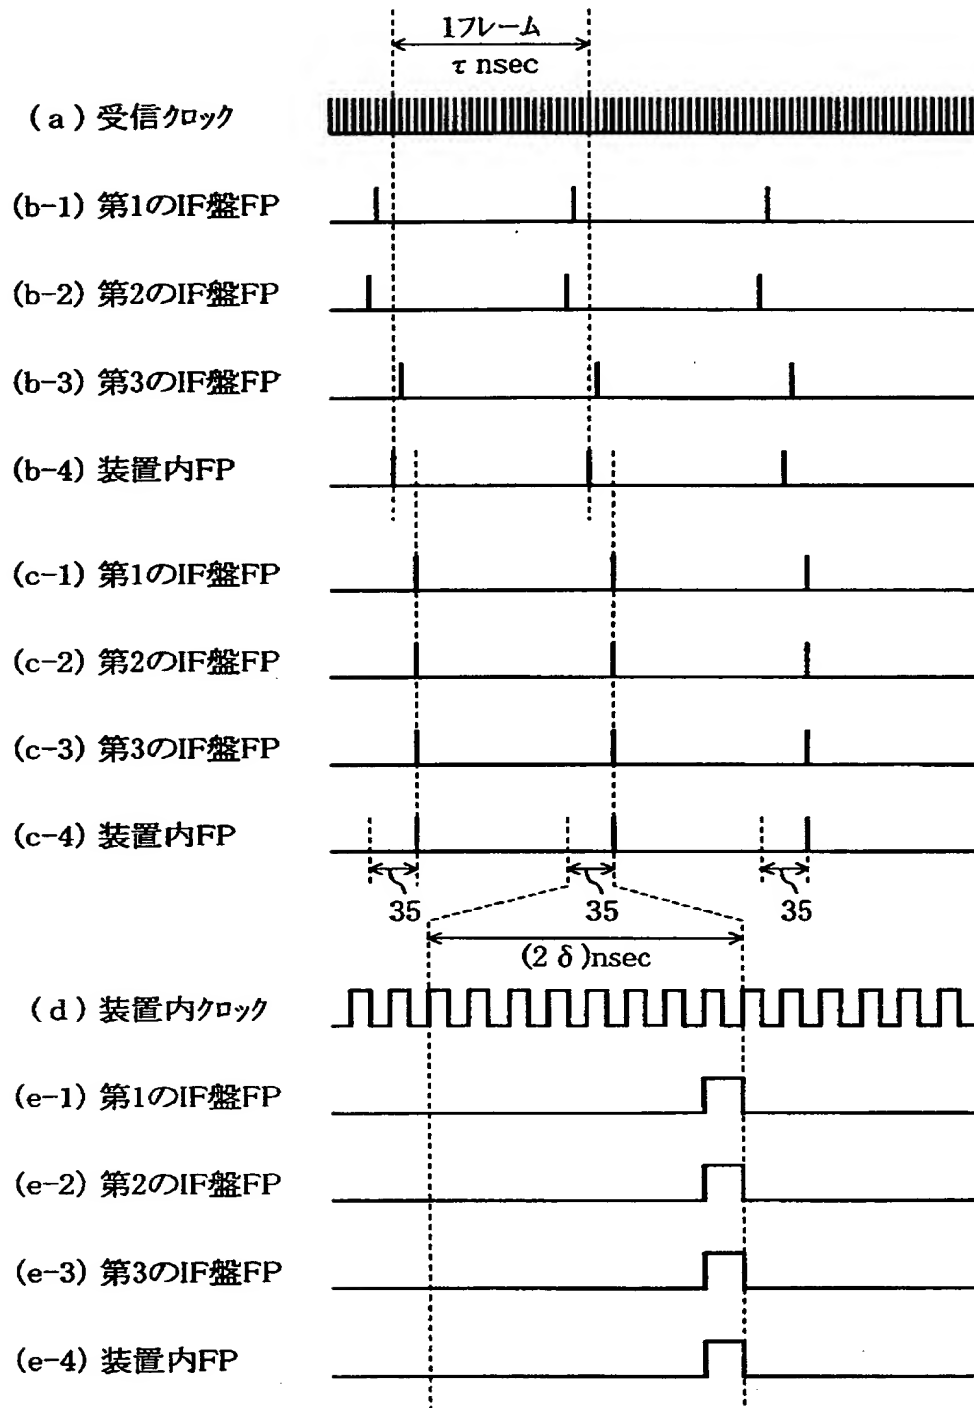 1フレーム
τ nsec
(a) 受信クロック
(b-1) 第1のIF盤FP
(b-2) 第2のIF盤FP
(b-3) 第3のIF盤FP
(b-4) 装置内FP
(c-1) 第1のIF盤FP
(c-2) 第2のIF盤FP
(c-3) 第3のIF盤FP
(c-4) 装置内FP
35 35 35
(2 δ)nsec
(d) 装置内クロック
(e-1) 第1のIF盤FP
(e-2) 第2のIF盤FP
(e-3) 第3のIF盤FP
(e-4) 装置内FP